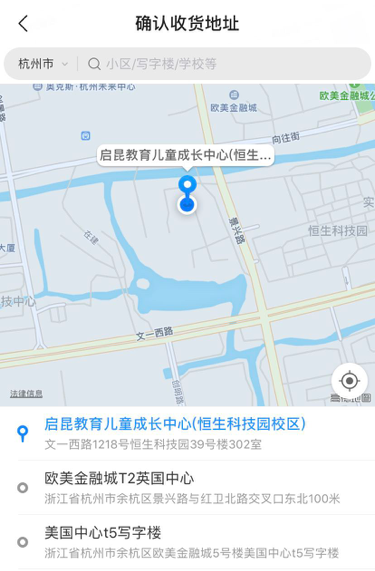 确认收货地址
杭州市
小区/写字楼/学校等
奥克斯·杭州未来中心
欧美金融城
欧美金融城
向往街
启昆教育儿童成长中心(恒生...
景兴路
恒生科技园
大厦
在建
技中心
文一西路
法律信息
高德地图
启昆教育儿童成长中心(恒生科技园校区)
文一西路1218号恒生科技园39号楼302室
欧美金融城T2英国中心
浙江省杭州市余杭区景兴路与红卫北路交叉口东北100米
美国中心t5写字楼
浙江省杭州市余杭区欧美金融城5号楼美国中心t5写字楼